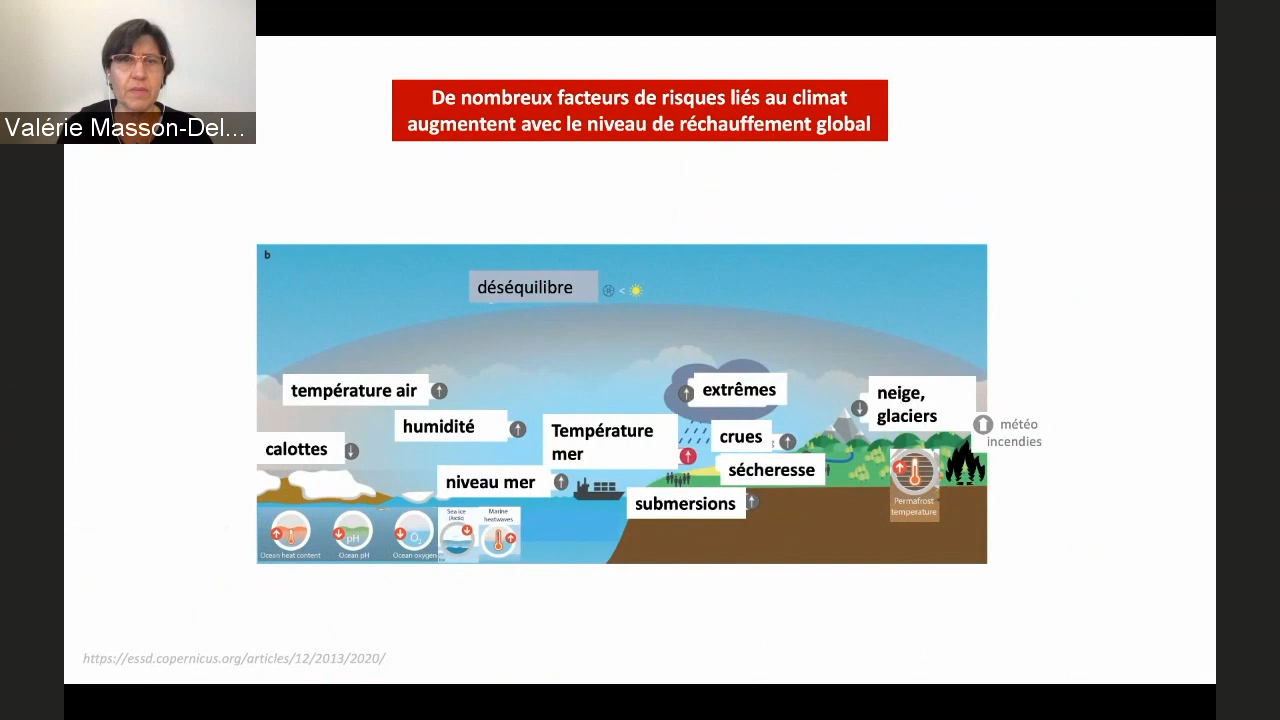 Valérie Masson-Del...
De nombreux facteurs de risques liés au climat
augmentent avec le niveau de réchauffement global
b
déséquilibre
<
température air
extrêmes
neige,
glaciers
humidité
météo
incendies
Température
mer
crues
calottes
sécheresse
niveau mer
submersions
Permafrost
temperature
Sea ice
(Arctic)
Marine
heatwaves
pH
O₂
Ocean heat content
Ocean pH
Ocean oxygen
https://essd.copernicus.org/articles/12/2013/2020/